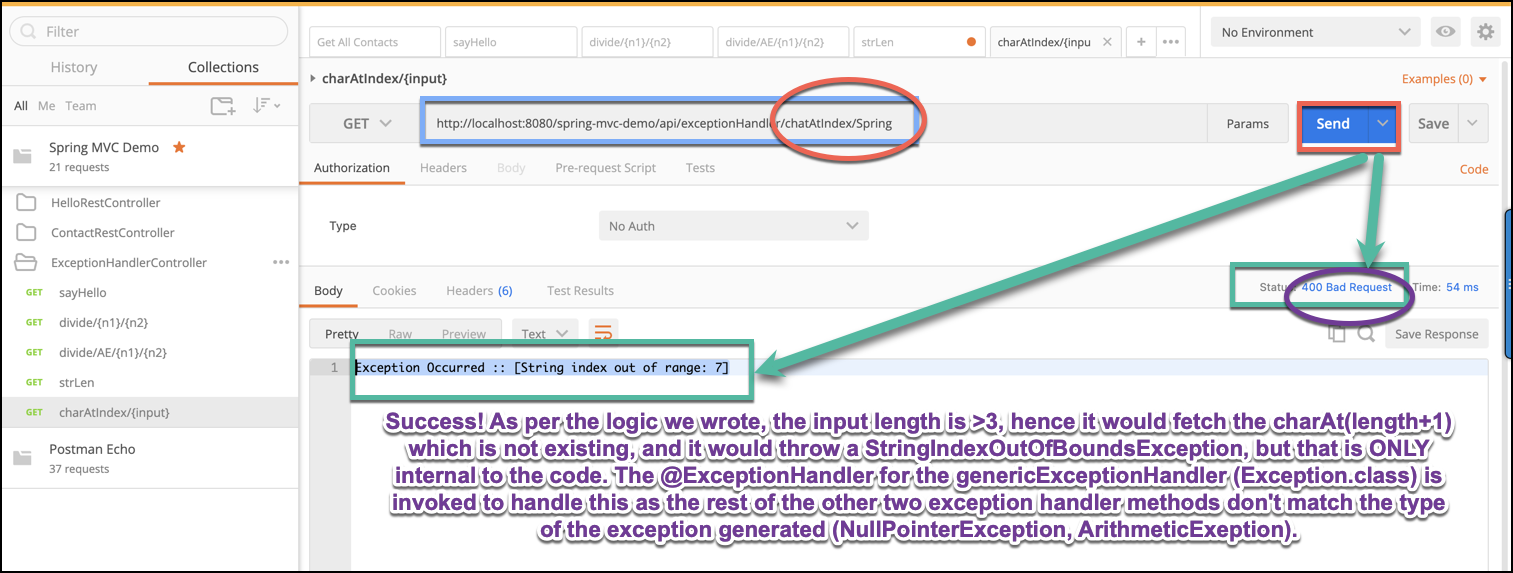 Filter
History Collections
All Me Team
Spring MVC Demo
21 requests
HelloRestController
ContactRestController
ExceptionHandlerController
GET sayHello
GET divide/{n1}/{n2}
GET divide/AE/{n1}/{n2}
GET strLen
GET charAtIndex/{input}
Postman Echo
37 requests
Get All Contacts sayHello divide/{n1}/{n2} divide/AE/{n1}/{n2} strLen charAtIndex/{inpu
No Environment
charAtIndex/{input}
Examples (0)
GET http://localhost:8080/spring-mvc-demo/api/exceptionHandler/chatAtIndex/Spring Params Send Save
Authorization Headers Body Pre-request Script Tests Code
Type No Auth
Body Cookies Headers (6) Test Results Status: 400 Bad Request Time: 54 ms
Pretty Raw Preview Text Save Response
1 Exception Occurred :: [String index out of range: 7]
Success! As per the logic we wrote, the input length is >3, hence it would fetch the charAt(length+1)
which is not existing, and it would throw a StringIndexOutOfBoundsException, but that is ONLY
internal to the code. The @ExceptionHandler for the genericExceptionHandler (Exception.class) is
invoked to handle this as the rest of the other two exception handler methods don't match the type
of the exception generated (NullPointerException, ArithmeticExeption).